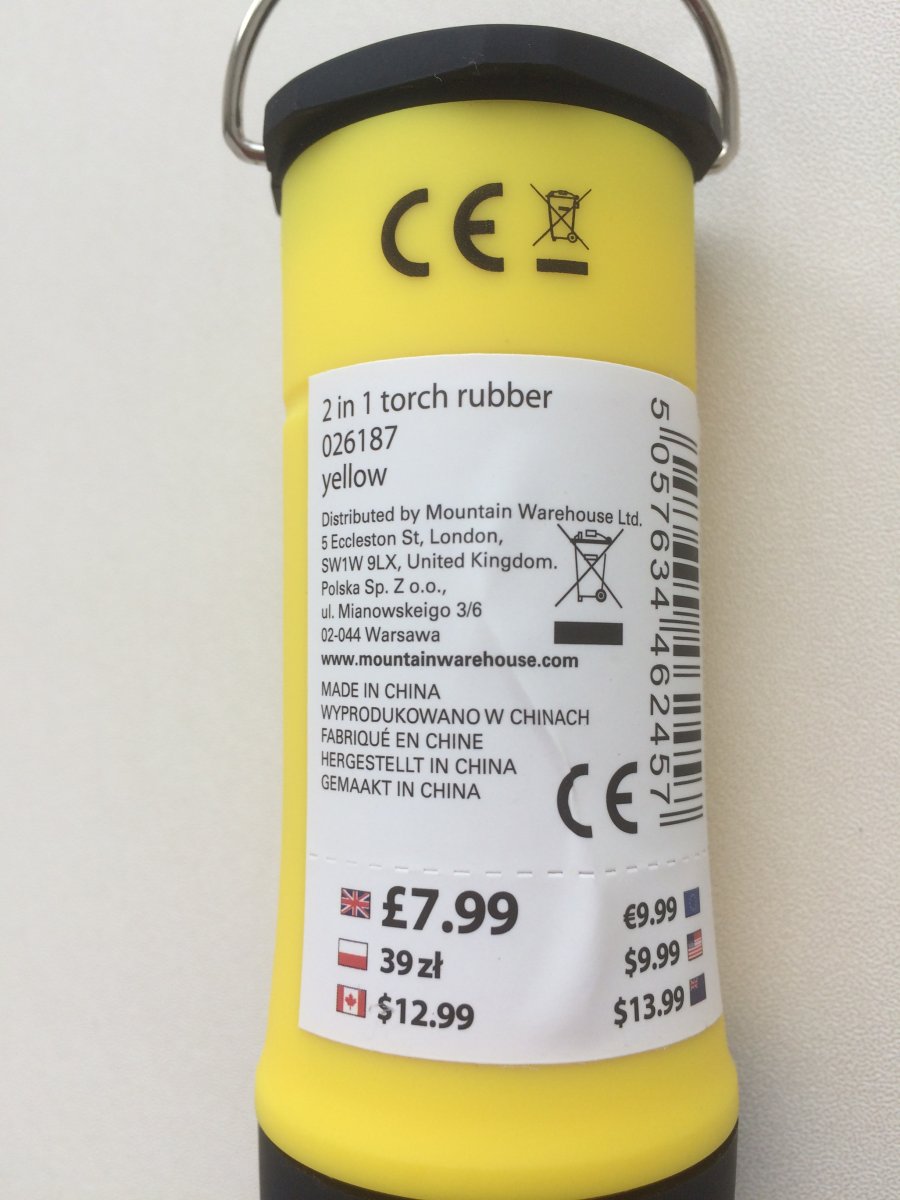 CE
2 in 1 torch rubber
026187
yellow
Distributed by Mountain Warehouse Ltd.
5 Eccleston St, London,
SW1W 9LX, United Kingdom.
Polska Sp. Z o.o.,
ul. Mianowskeigo 3/6
02-044 Warsawa
www.mountainwarehouse.com
MADE IN CHINA
WYPRODUKOWANO W CHINACH
FABRIQUÉ EN CHINE
HERGESTELLT IN CHINA
GEMAAKT IN CHINA
CE
5 057634 462457
£7.99
39 zł
$12.99
€9.99
$9.99
$13.99